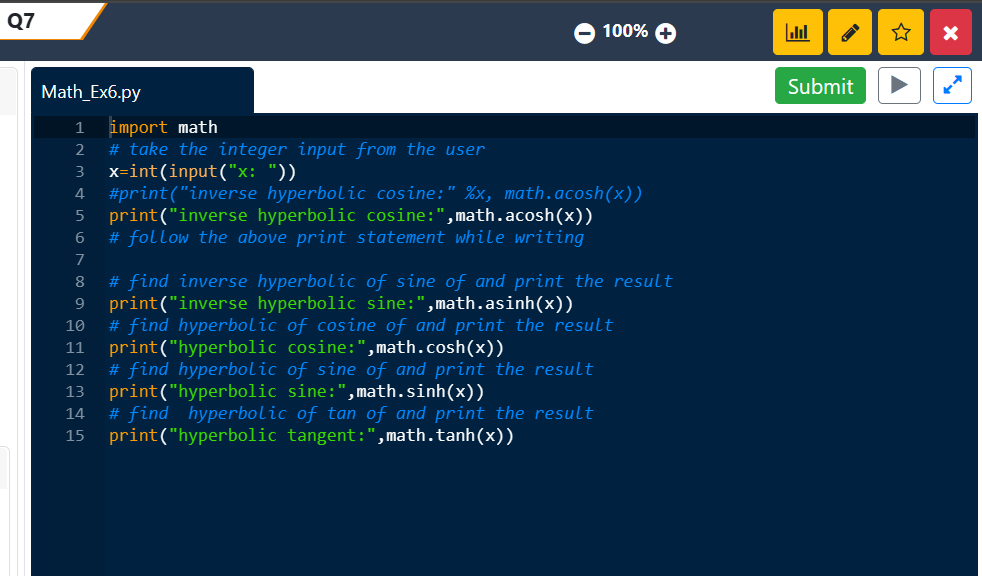 Q7
100%
Math_Ex6.py
Submit
1 import math
2 # take the integer input from the user
3 x=int(input("x: "))
4 #print("inverse hyperbolic cosine:" %x, math.acosh(x))
5 print("inverse hyperbolic cosine:",math.acosh(x))
6 # follow the above print statement while writing
7
8 # find inverse hyperbolic of sine of and print the result
9 print("inverse hyperbolic sine:",math.asinh(x))
10 # find hyperbolic of cosine of and print the result
11 print("hyperbolic cosine:",math.cosh(x))
12 # find hyperbolic of sine of and print the result
13 print("hyperbolic sine:",math.sinh(x))
14 # find  hyperbolic of tan of and print the result
15 print("hyperbolic tangent:",math.tanh(x))